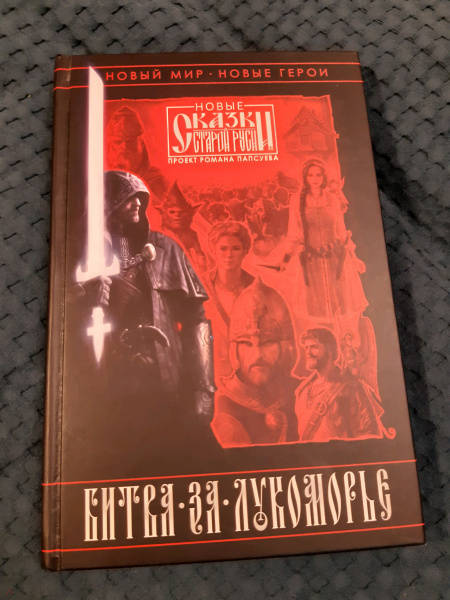 НОВЫЙ МИР · НОВЫЕ ГЕРОИ
НОВЫЕ
СКАЗКИ
СТАРОЙ РУСИ
ПРОЕКТ РОМАНА ПАПСУЕВА
БИТВА·ЗА·ЛУКОМОРЬЕ